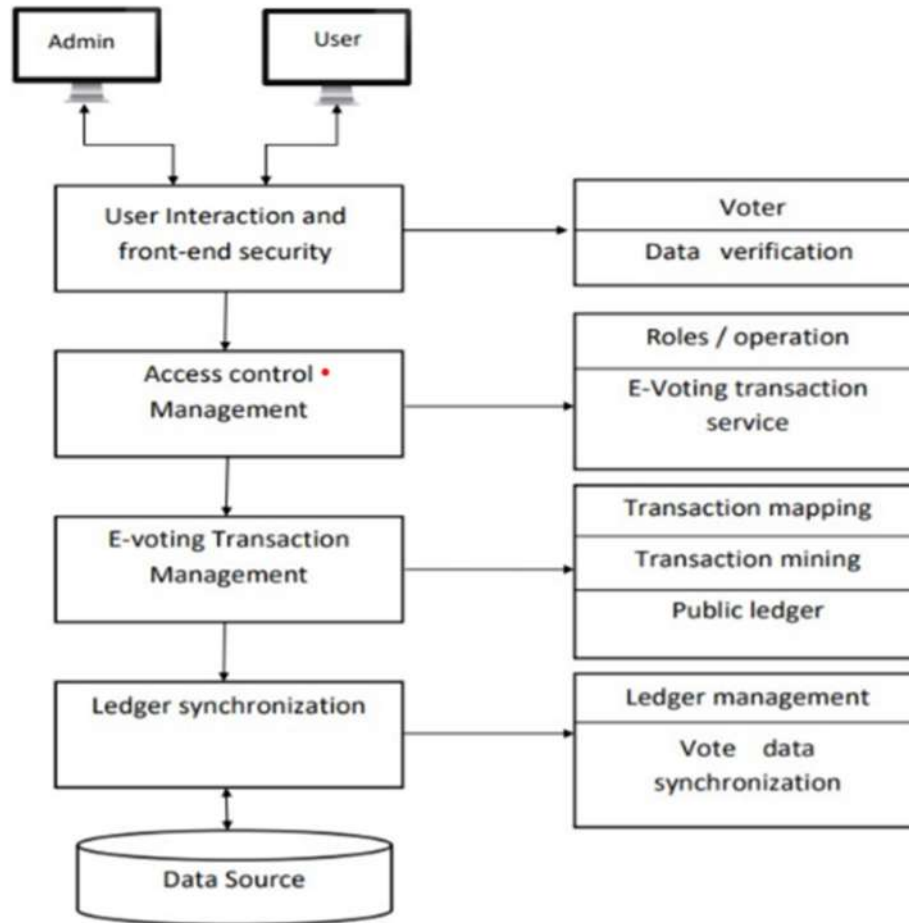 Admin
User
User Interaction and
front-end security
Voter
Data verification
Access control •
Management
Roles / operation
E-Voting transaction
service
E-voting Transaction
Management
Transaction mapping
Transaction mining
Public ledger
Ledger synchronization
Ledger management
Vote data
synchronization
Data Source